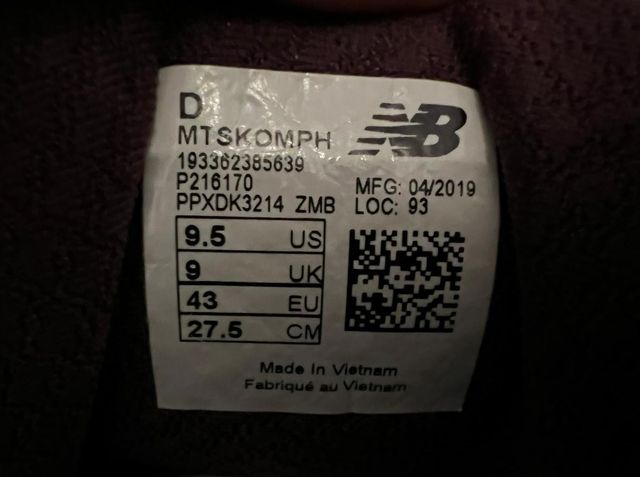 D
NB
MTSKOMPH
193362385639
P216170
MFG: 04/2019
PPXDK3214 ZMB
LOC: 93
9.5 US
9 UK
43 EU
27.5 CM
Made In Vietnam
Fabriqué au Vietnam